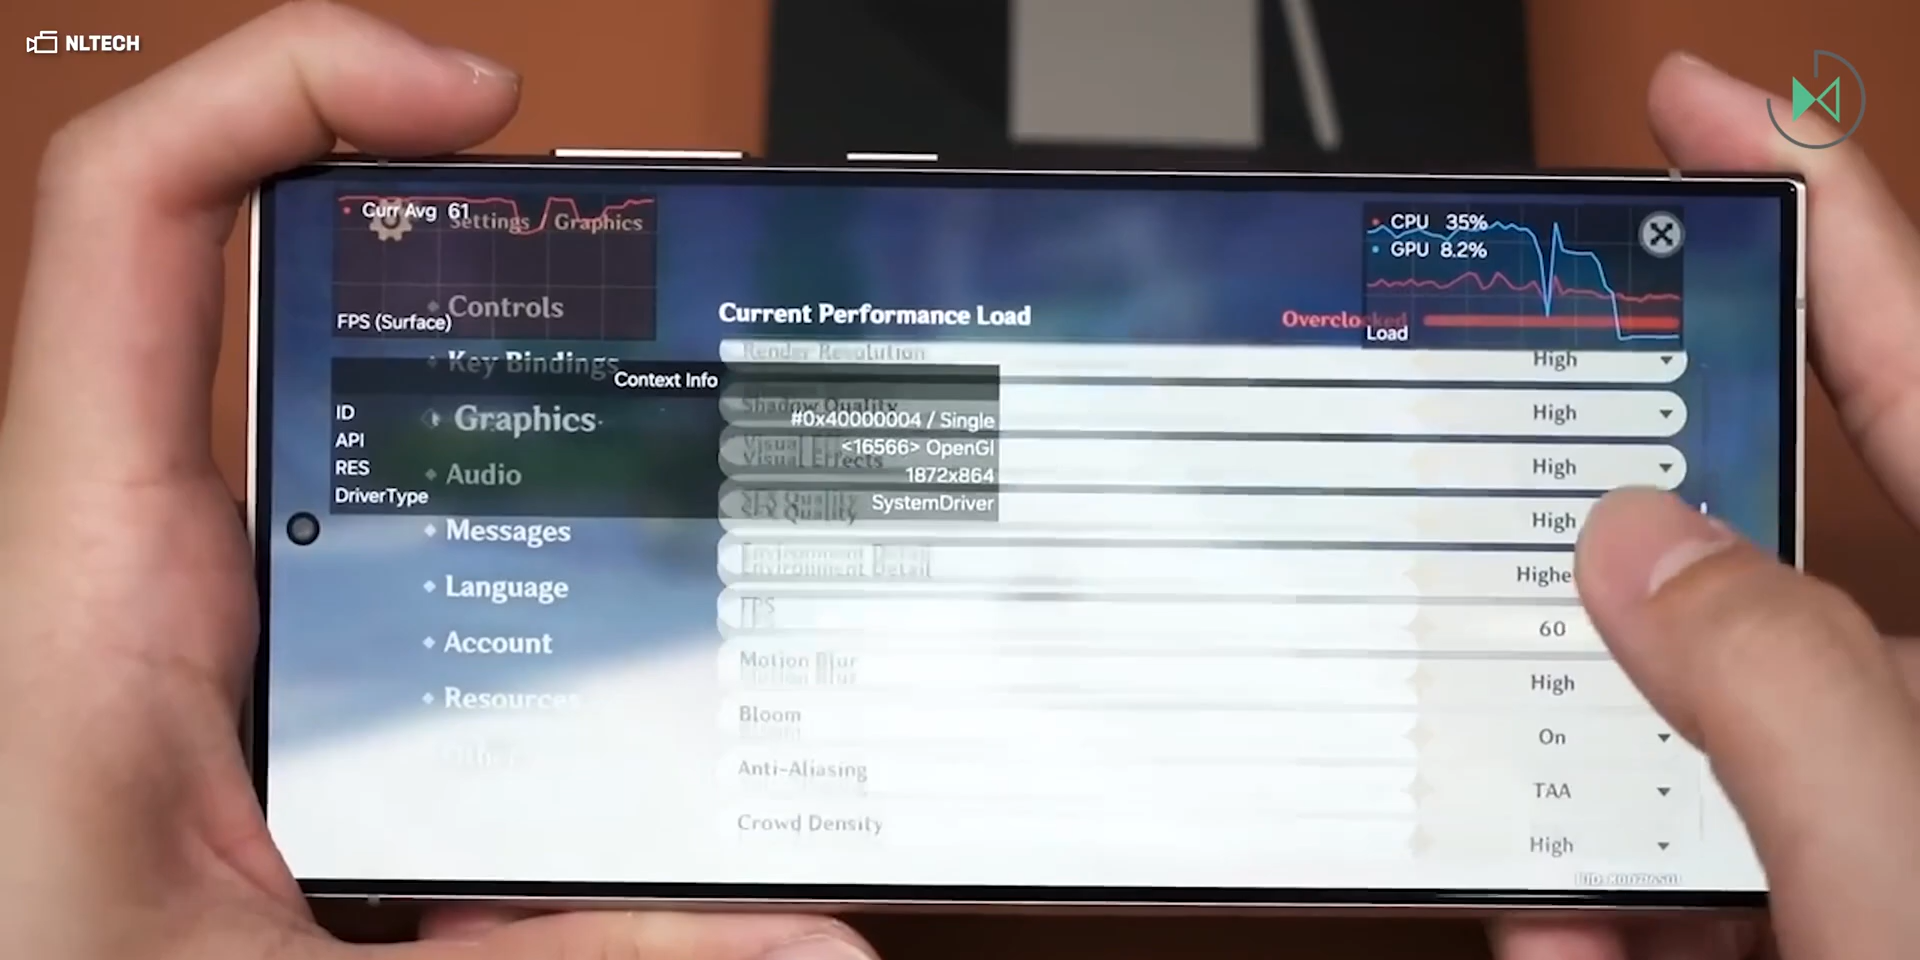 NLTECH
Curr Avg 61
Settings / Graphics
CPU 35%
GPU 8.2%
Controls
FPS (Surface)
Current Performance Load
Load
Key Bindings
Render Resolution
High
Context Info
ID
Shadow Quality
High
#0x40000004 / Single
Graphics
API
Visual Effects
<16566> OpenGl
High
RES
1872x864
Audio
DriverType
SFX Quality
SystemDriver
High
Messages
Environment Detail
Language
FPS
60
Account
Motion Blur
High
Resources
Bloom
On
Anti-Aliasing
TAA
Crowd Density
High